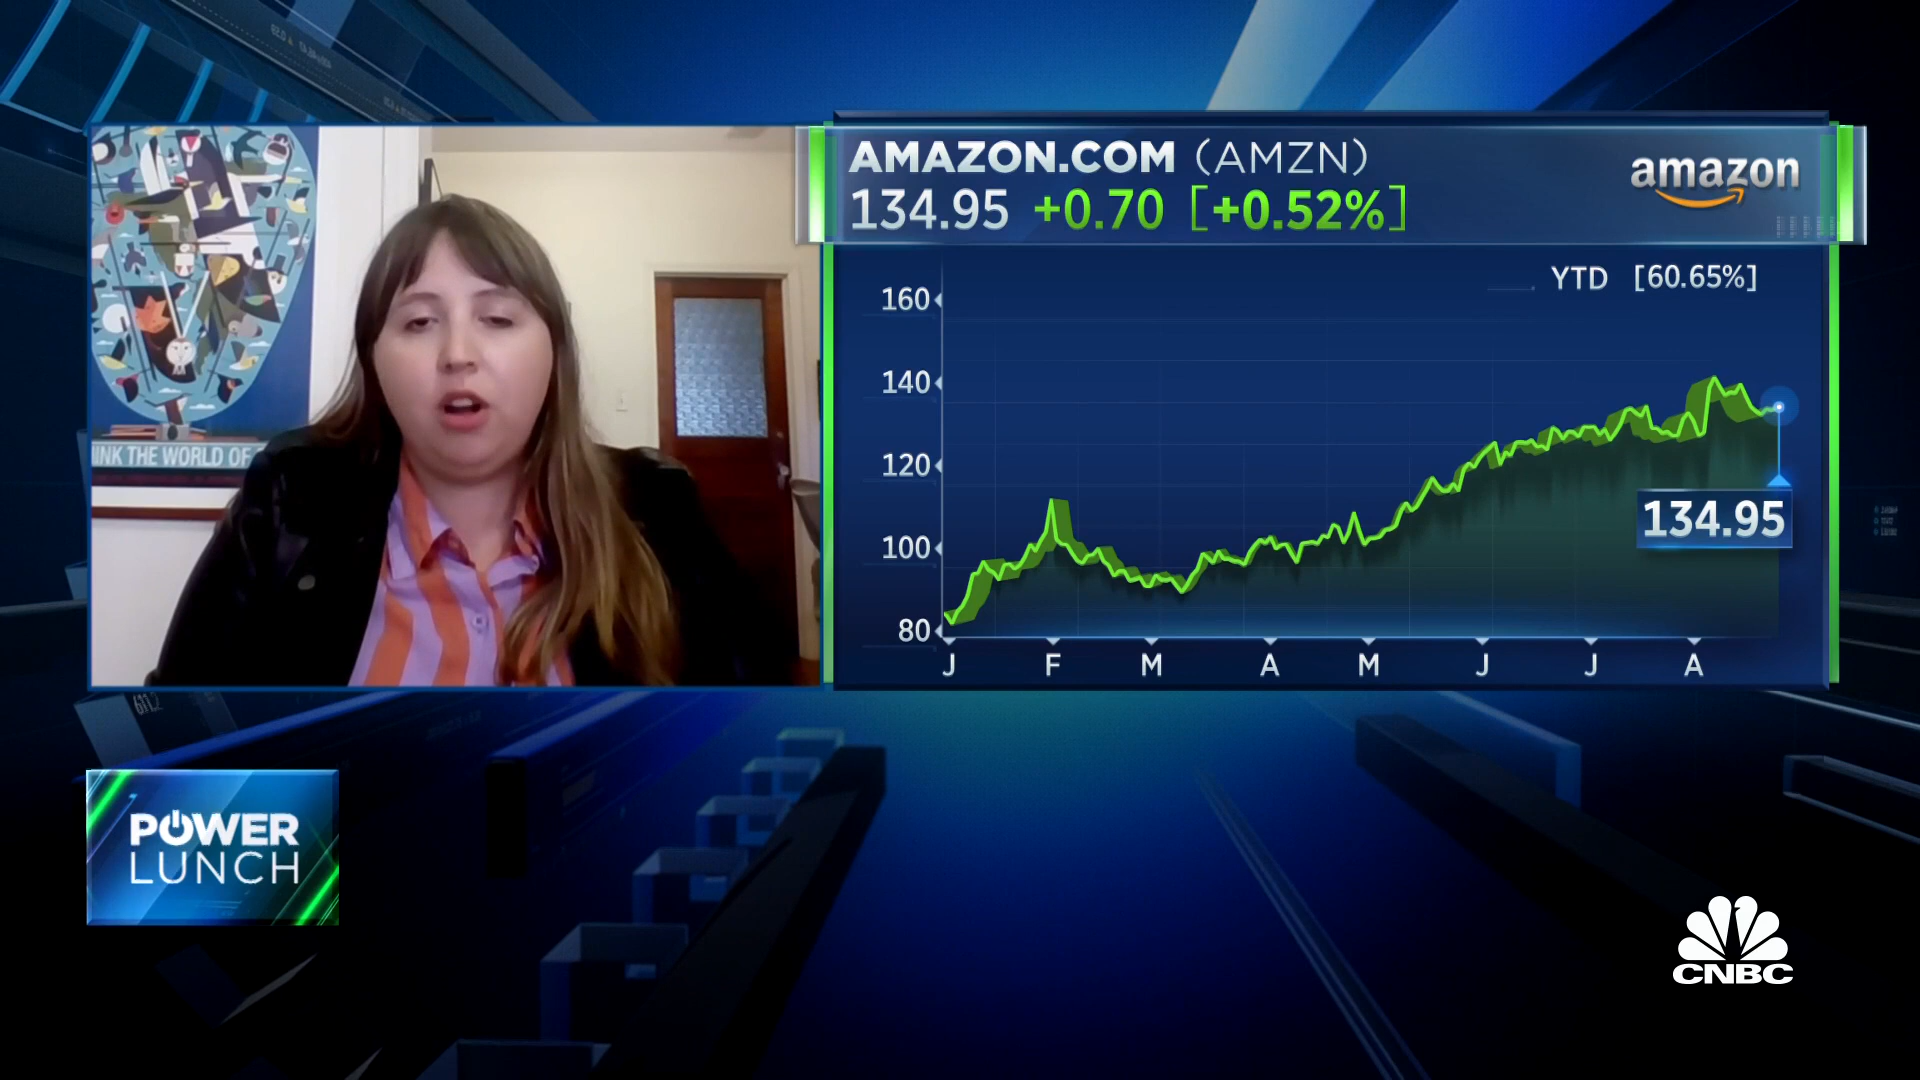 INK THE WORLD OF
AMAZON.COM (AMZN)
134.95 +0.70 [+0.52%]
amazon
YTD [60.65%]
160
140
120
100
80
134.95
J F M A M J J A
POWER
LUNCH
CNBC